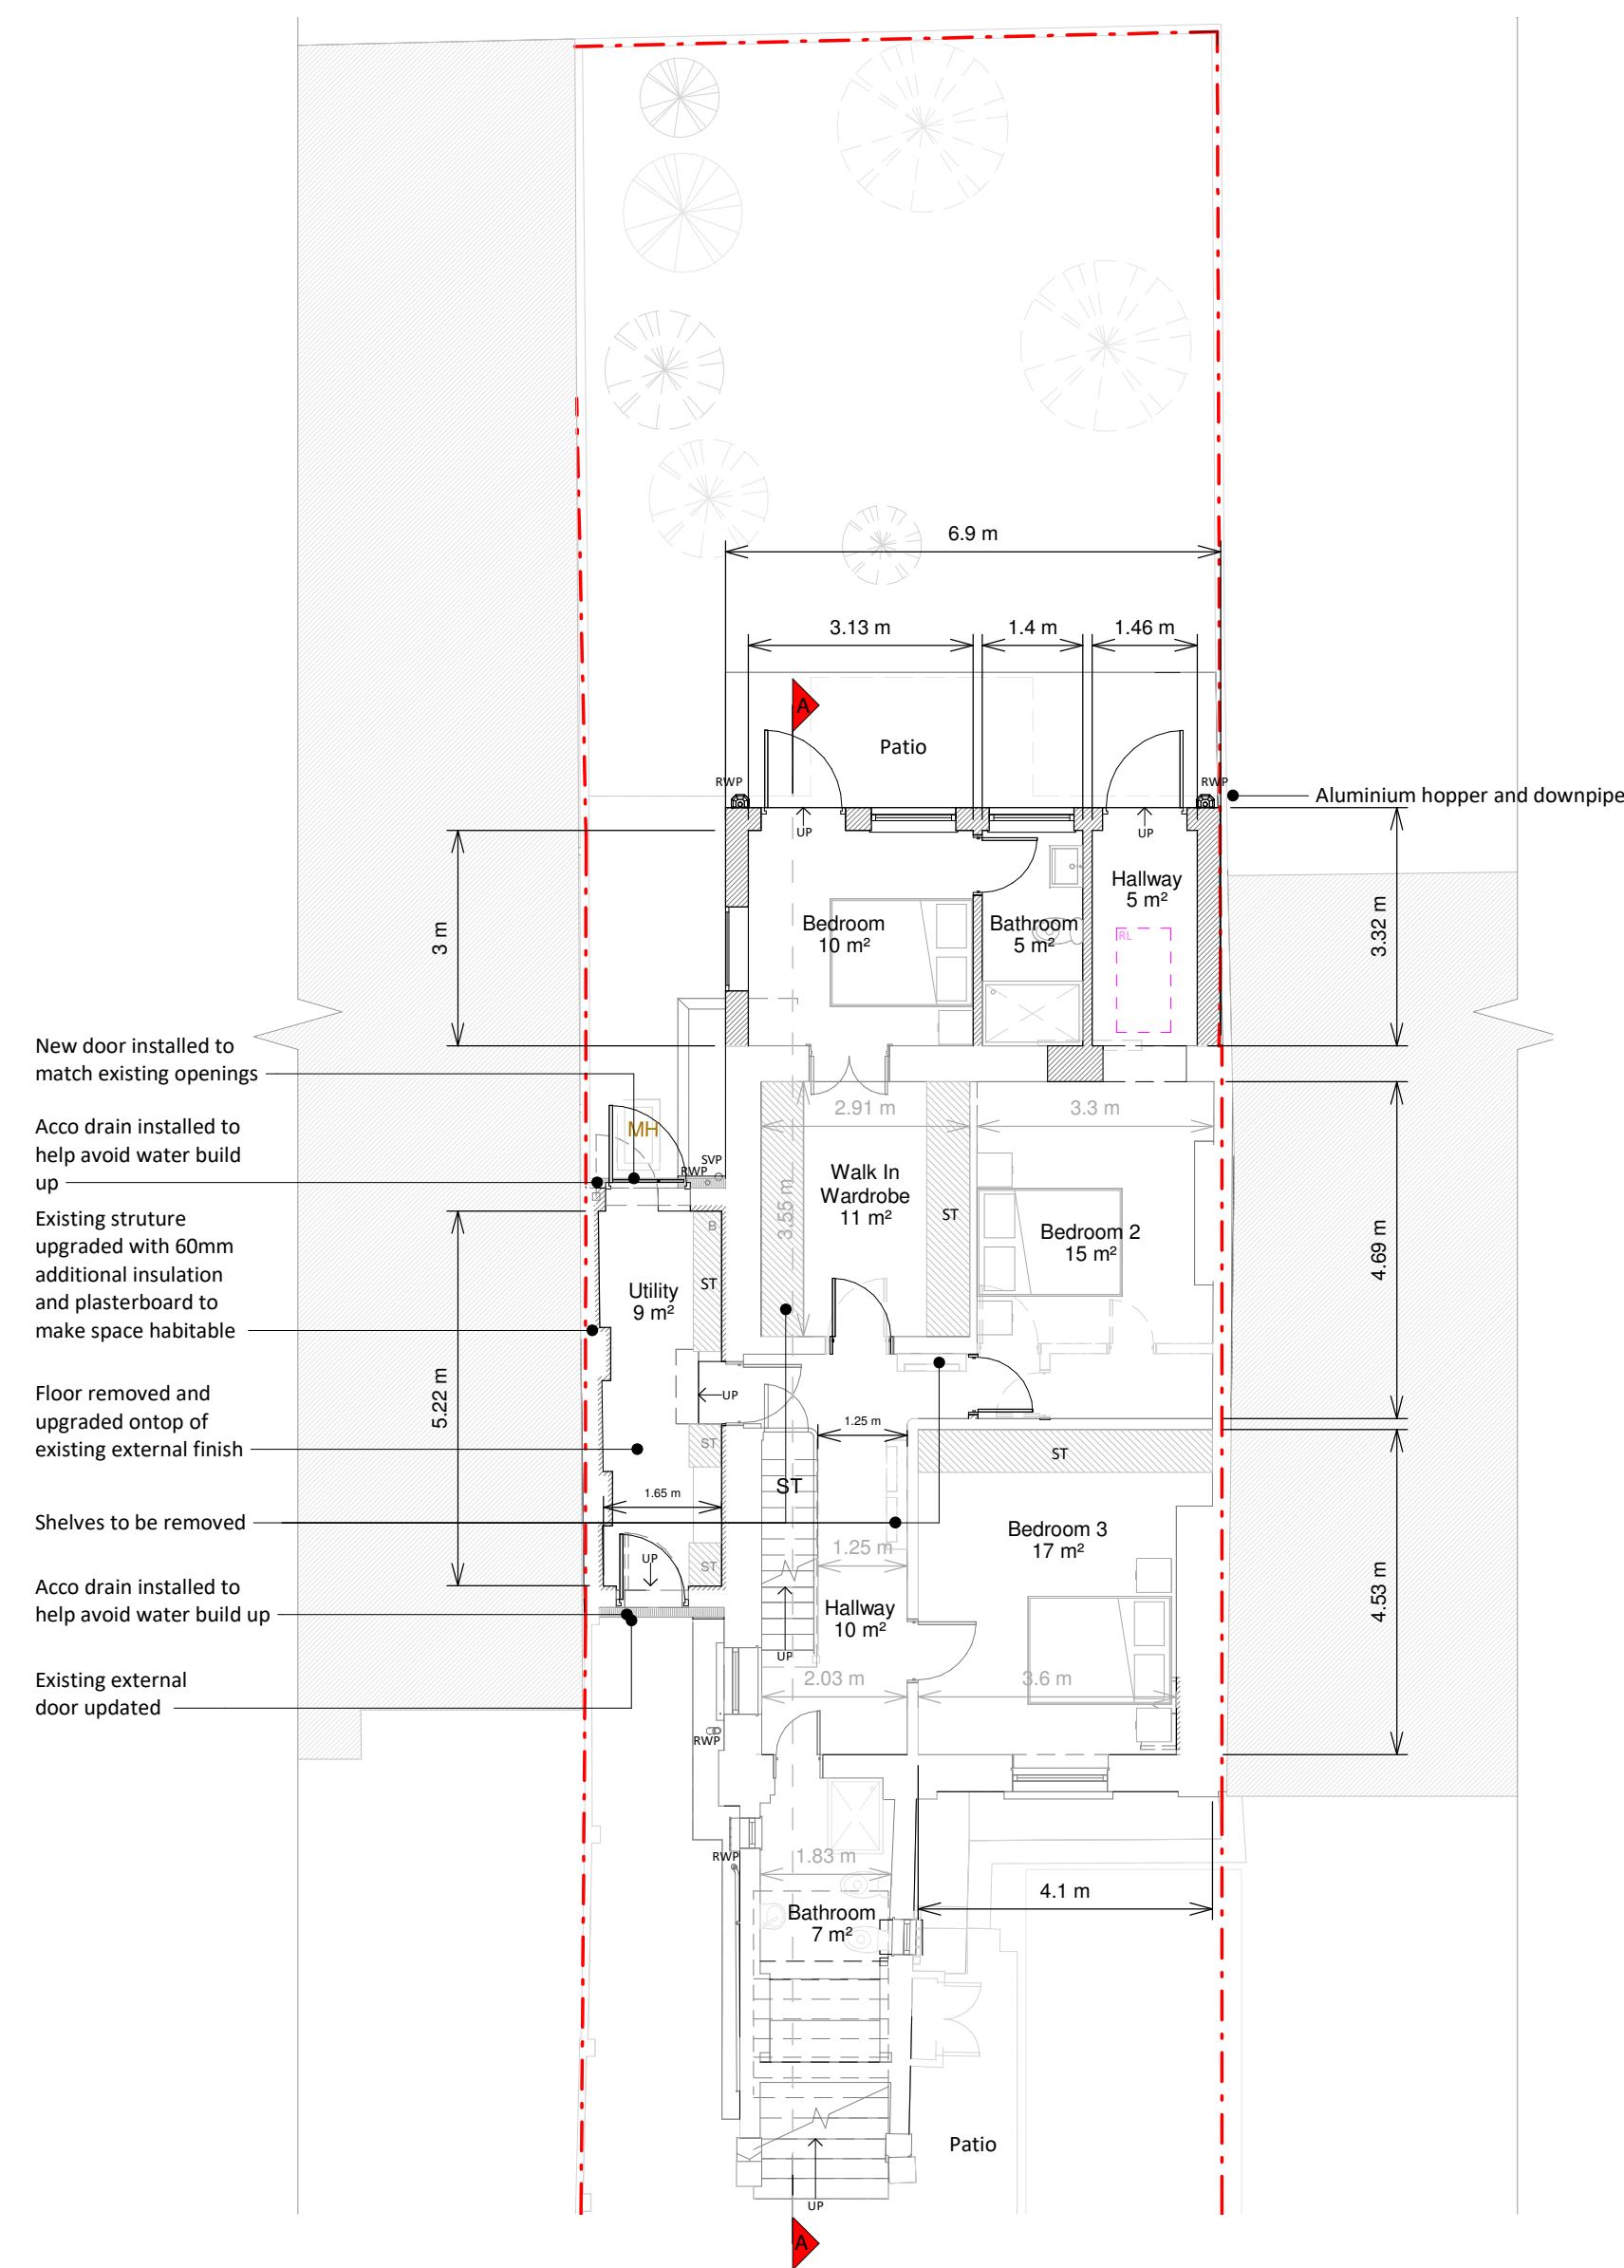 6.9 m
3.13 m
1.4 m
1.46 m
A
Patio
RWP
RWP
Aluminium hopper and downpipe
UP
UP
Hallway
5 m²
Bedroom
10 m²
Bathroom
5 m²
RL
3 m
3.32 m
New door installed to
match existing openings
Acco drain installed to
help avoid water build
up
MH
SVP
RWP
2.91 m
3.3 m
3.55 m
Walk In
Wardrobe
11 m²
ST
Bedroom 2
15 m²
4.69 m
Existing struture
upgraded with 60mm
additional insulation
and plasterboard to
make space habitable
B
ST
Utility
9 m²
5.22 m
UP
Floor removed and
upgraded ontop of
existing external finish
ST
1.25 m
ST
1.65 m
ST
Shelves to be removed
Bedroom 3
17 m²
1.25 m
UP
ST
4.53 m
Acco drain installed to
help avoid water build up
Hallway
10 m²
UP
Existing external
door updated
2.03 m
3.6 m
RWP
RWP
1.83 m
4.1 m
Bathroom
7 m²
Patio
UP
A